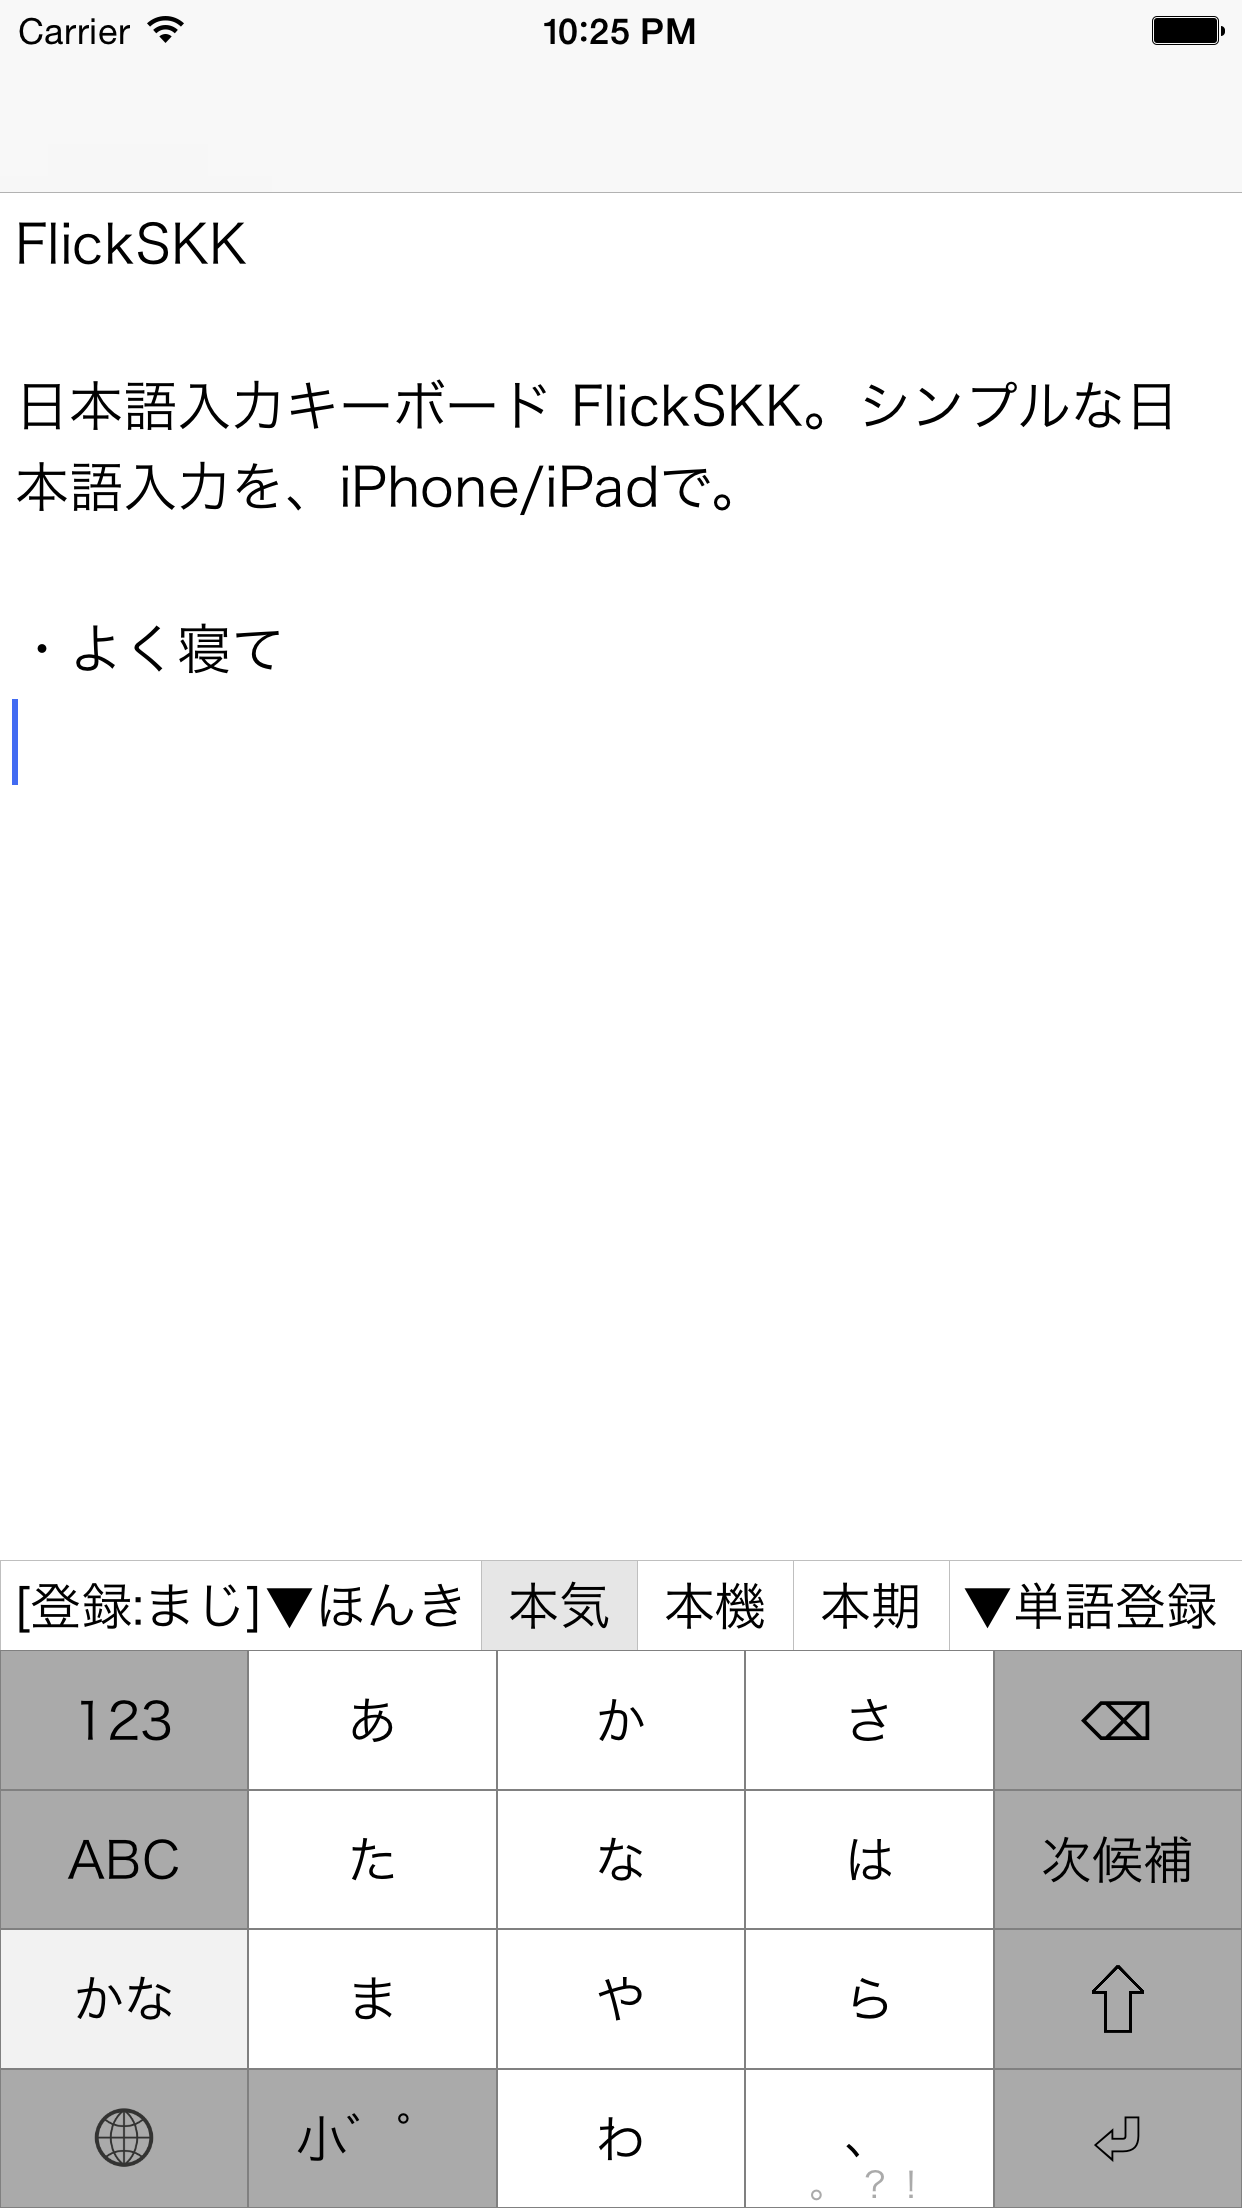 Carrier 10:25 PM
FlickSKK
日本語入力キーボード FlickSKK。シンプルな日
本語入力を、iPhone/iPadで。
・よく寝て
[登録:まじ]▼ほんき 本気 本機 本期 ▼単語登録
123 あ か さ ⌫
ABC た な は 次候補
かな ま や ら
小゛゜ わ 、
。?!